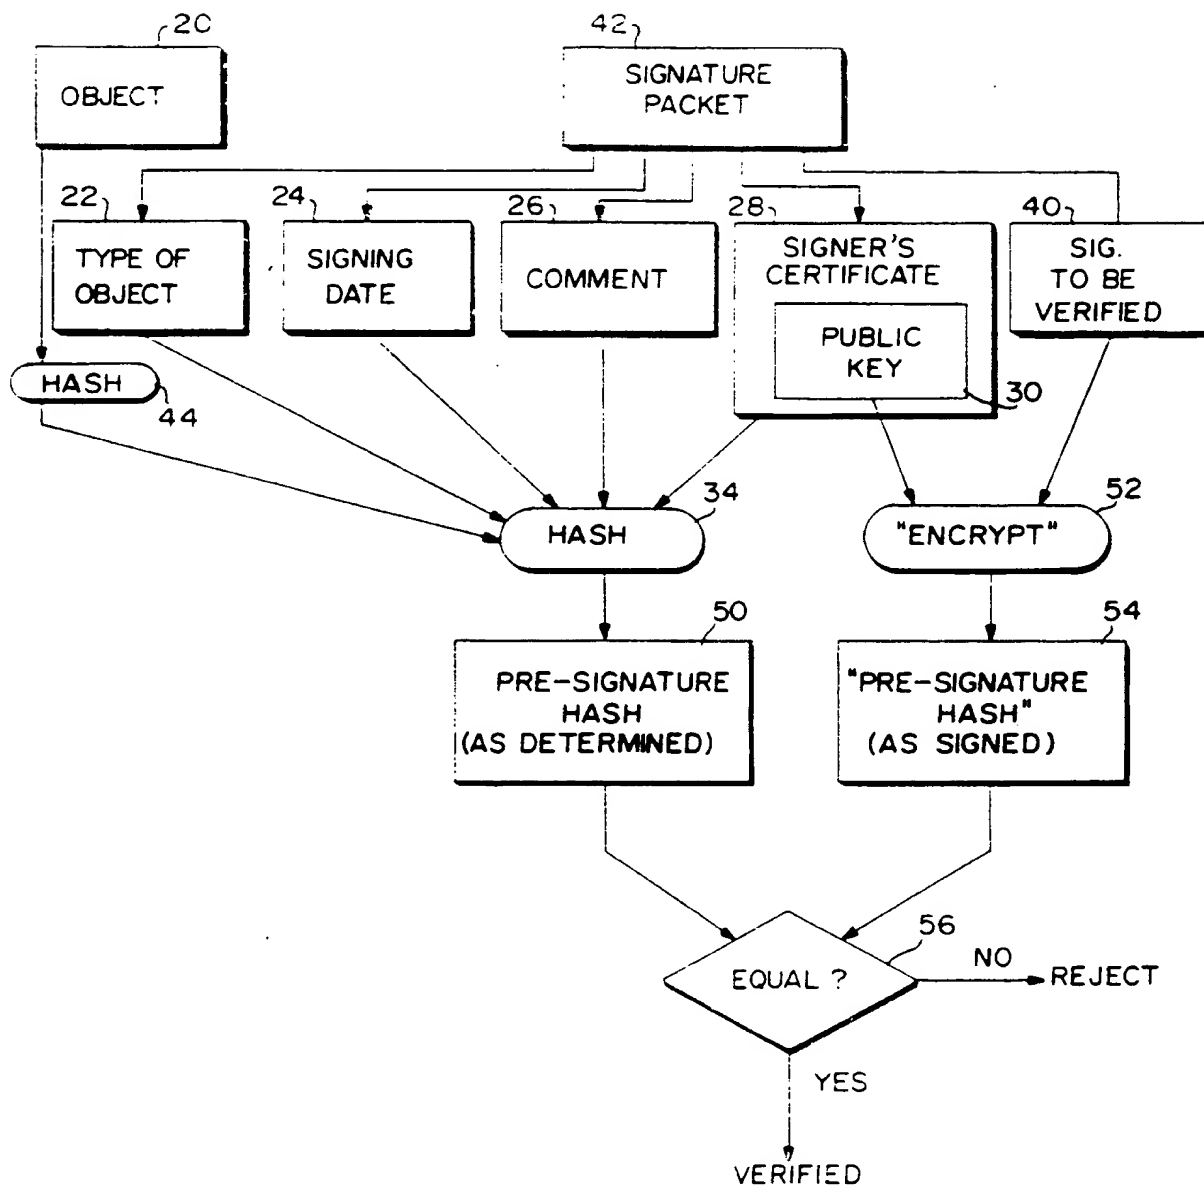 20
OBJECT
42
SIGNATURE
PACKET
22
TYPE OF
OBJECT
24
SIGNING
DATE
26
COMMENT
28
SIGNER'S
CERTIFICATE
PUBLIC
KEY
30
40
SIG.
TO BE
VERIFIED
HASH
44
HASH
34
"ENCRYPT"
52
50
PRE-SIGNATURE
HASH
(AS DETERMINED)
54
"PRE-SIGNATURE
HASH"
(AS SIGNED)
EQUAL ?
56
NO
REJECT
YES
VERIFIED